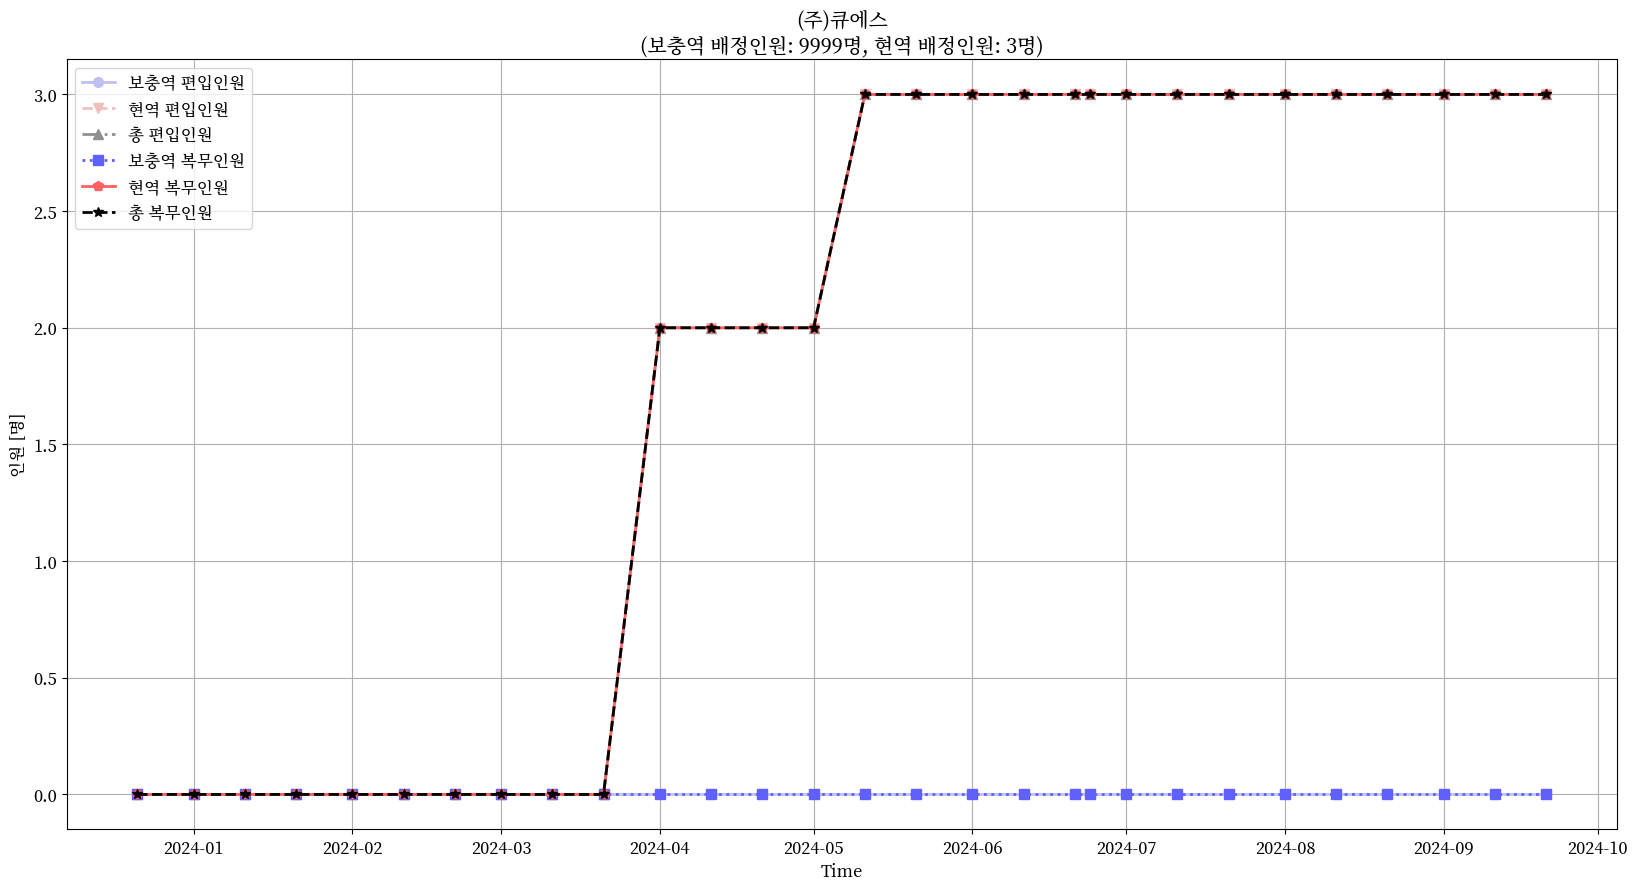 (주)큐에스
(보충역 배정인원: 9999명, 현역 배정인원: 3명)
보충역 편입인원
현역 편입인원
총 편입인원
보충역 복무인원
현역 복무인원
총 복무인원
3.0
2.5
2.0
1.5
1.0
0.5
0.0
인원 [명]
2024-01 2024-02 2024-03 2024-04 2024-05 2024-06 2024-07 2024-08 2024-09 2024-10
Time